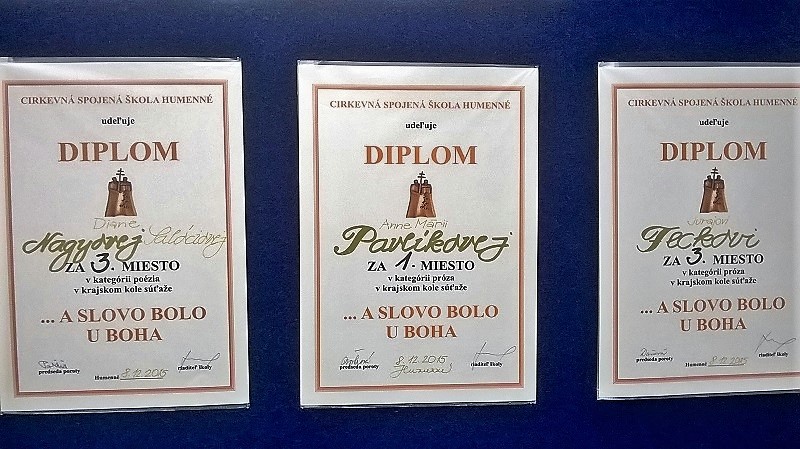 CIRKEVNÁ SPOJENÁ ŠKOLA HUMENNÉ
udeľuje
DIPLOM
Diane
Nagyovej
ZA 3. MIESTO
v kategórii poézia
v krajskom kole súťaže
... A SLOVO BOLO
U BOHA
predseda poroty
Humenné 8.12.2015
riaditeľ školy
CIRKEVNÁ SPOJENÁ ŠKOLA HUMENNÉ
udeľuje
DIPLOM
Anne Márii
Pavlíkovej
ZA 1. MIESTO
v kategórii próza
v krajskom kole súťaže
... A SLOVO BOLO
U BOHA
predseda poroty
8.12.2015
Humenné
riaditeľ školy
CIRKEVNÁ SPOJENÁ ŠKOLA HUMENNÉ
udeľuje
DIPLOM
Jurajovi
Feckovi
ZA 3. MIESTO
v kategórii próza
v krajskom kole súťaže
... A SLOVO BOLO
U BOHA
predseda poroty
Humenné 8.12.2015
riaditeľ školy